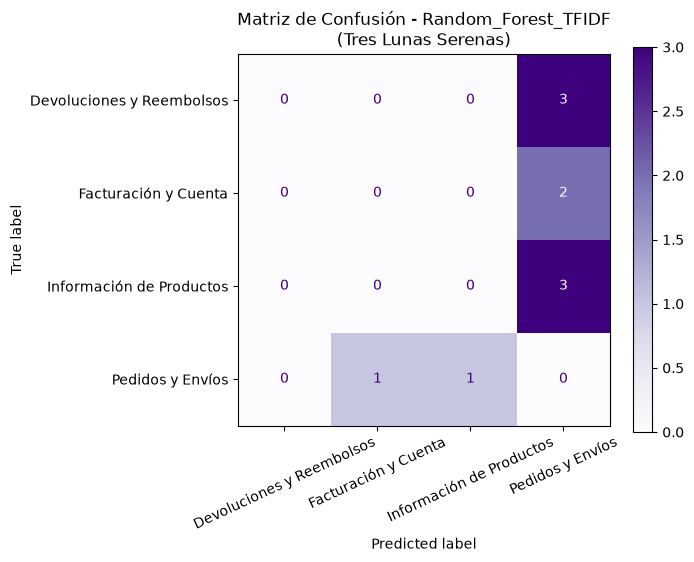 Matriz de Confusión - Random_Forest_TFIDF
(Tres Lunas Serenas)
True label
Devoluciones y Reembolsos
0 0 0 3
Facturación y Cuenta
0 0 0 2
Información de Productos
0 0 0 3
Pedidos y Envíos
0 1 1 0
Devoluciones y Reembolsos
Facturación y Cuenta
Información de Productos
Pedidos y Envíos
Predicted label
3.0
2.5
2.0
1.5
1.0
0.5
0.0